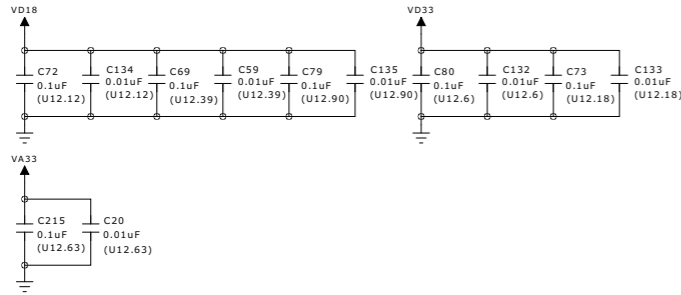 VD18
VD33
C72
0.1uF
(U12.12)
C134
0.01uF
(U12.12)
C69
0.1uF
(U12.39)
C59
0.01uF
(U12.39)
C79
0.1uF
(U12.90)
C135
0.01uF
(U12.90)
C80
0.1uF
(U12.6)
C132
0.01uF
(U12.6)
C73
0.1uF
(U12.18)
C133
0.01uF
(U12.18)
VA33
C215
0.1uF
(U12.63)
C20
0.01uF
(U12.63)